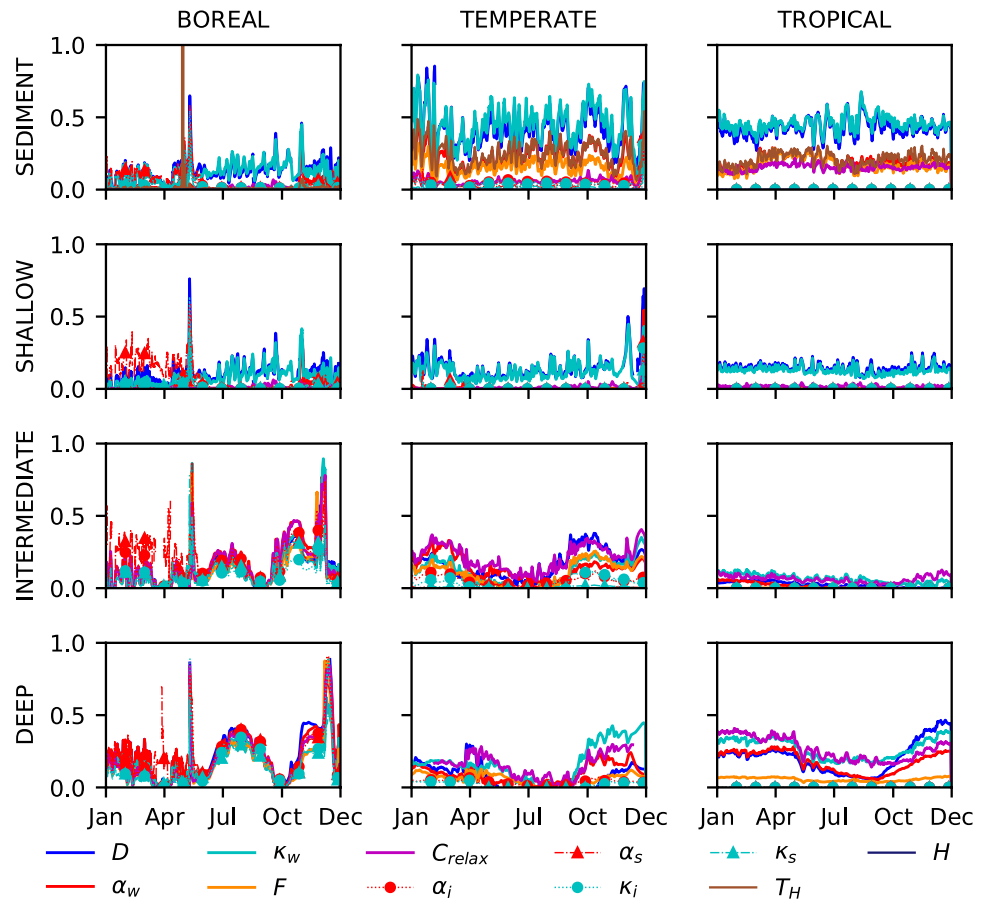 BOREAL TEMPERATE TROPICAL
SEDIMENT
1.0
0.5
0.0
SHALLOW
1.0
0.5
0.0
INTERMEDIATE
1.0
0.5
0.0
DEEP
1.0
0.5
0.0
Jan Apr Jul Oct Dec Jan Apr Jul Oct Dec Jan Apr Jul Oct Dec
D κ_w C_relax α_s κ_s H
α_w F α_i κ_i T_H